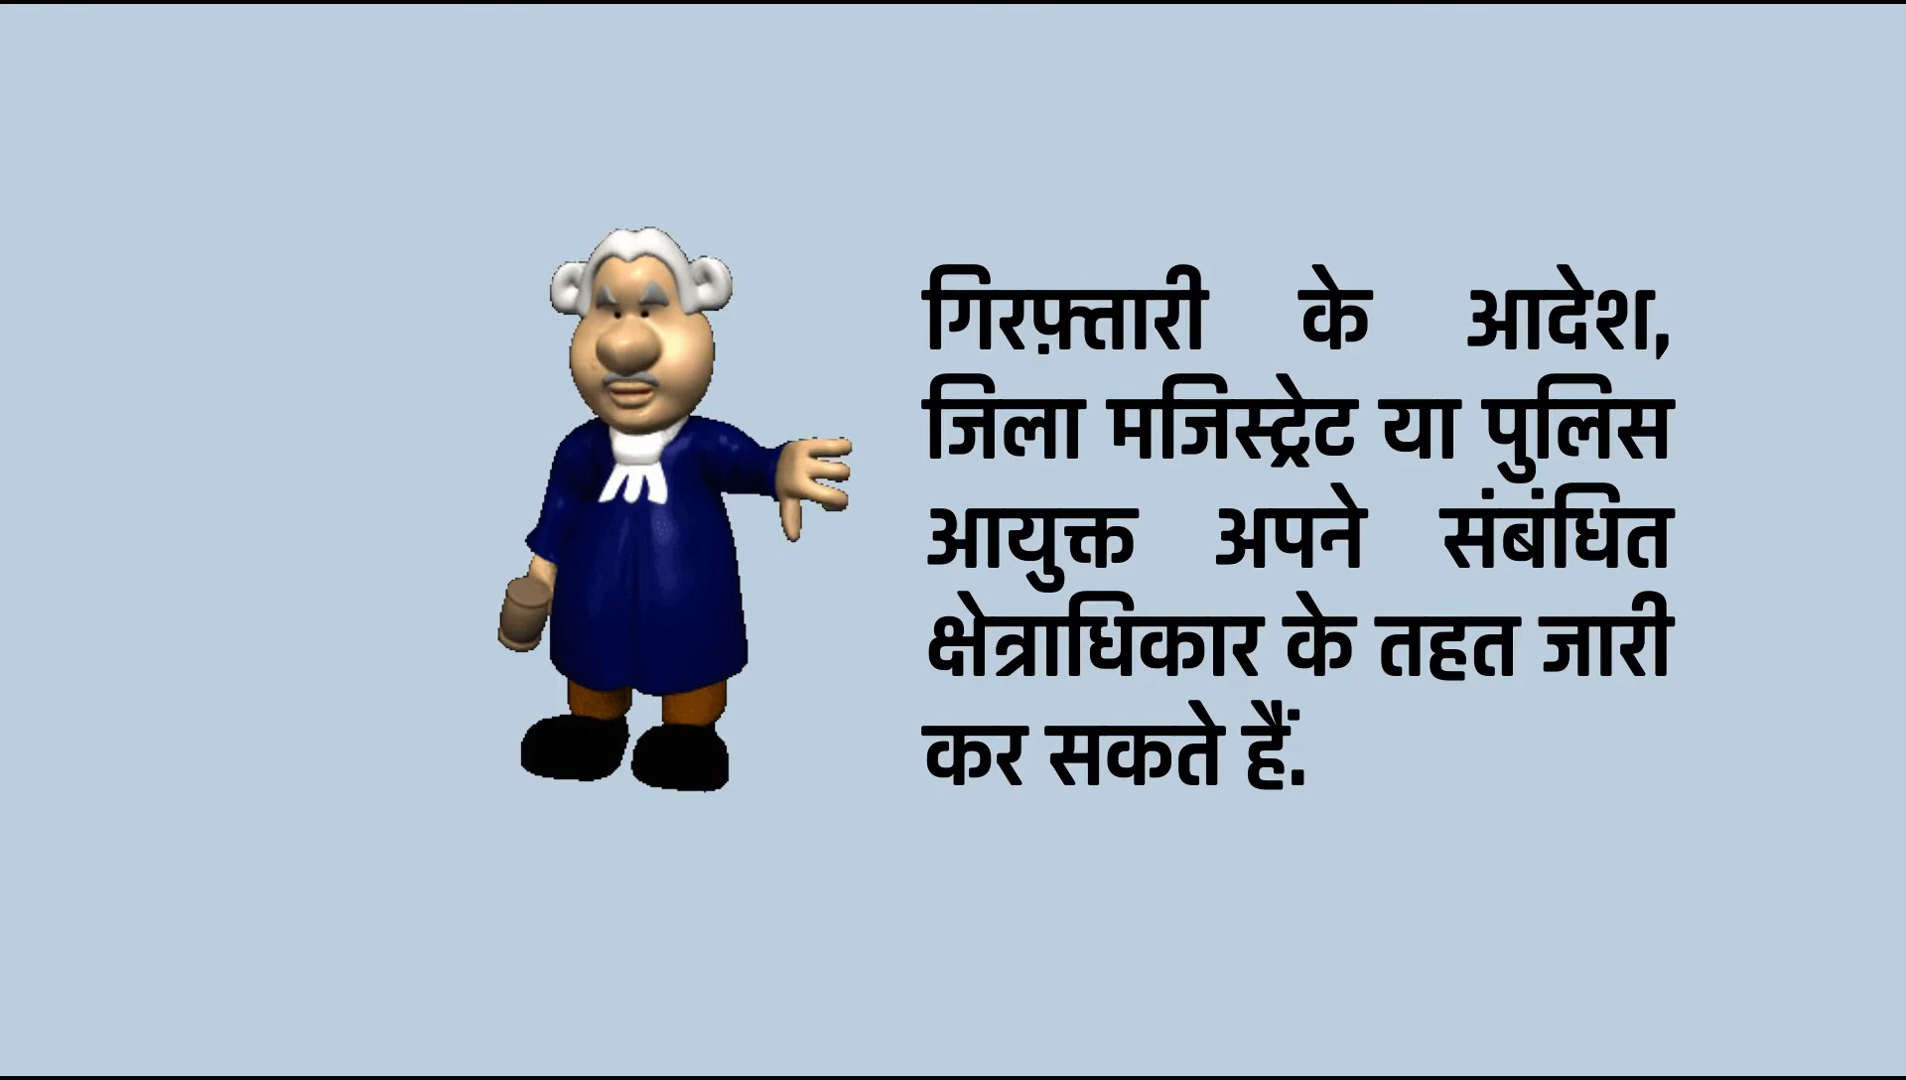 गिरफ़्तारी के आदेश,
जिला मजिस्ट्रेट या पुलिस
आयुक्त अपने संबंधित
क्षेत्राधिकार के तहत जारी
कर सकते हैं.